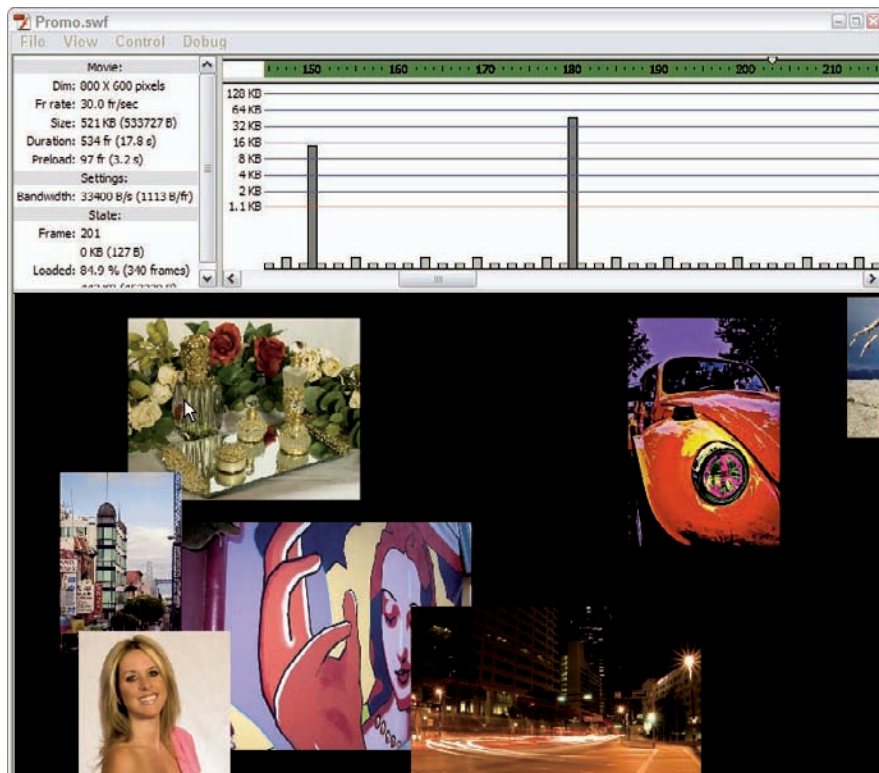 Promo.swf
File View Control Debug
Movie:
Dim: 800 X 600 pixels
Fr rate: 30.0 fr/sec
Size: 521 KB (533727 B)
Duration: 534 fr (17.8 s)
Preload: 97 fr (3.2 s)
Settings:
Bandwidth: 33400 B/s (1113 B/fr)
State:
Frame: 201
0 KB (127 B)
Loaded: 84.9 % (340 frames)
150 160 170 180 190 200 210
128 KB
64 KB
32 KB
16 KB
8 KB
4 KB
2 KB
1.1 KB